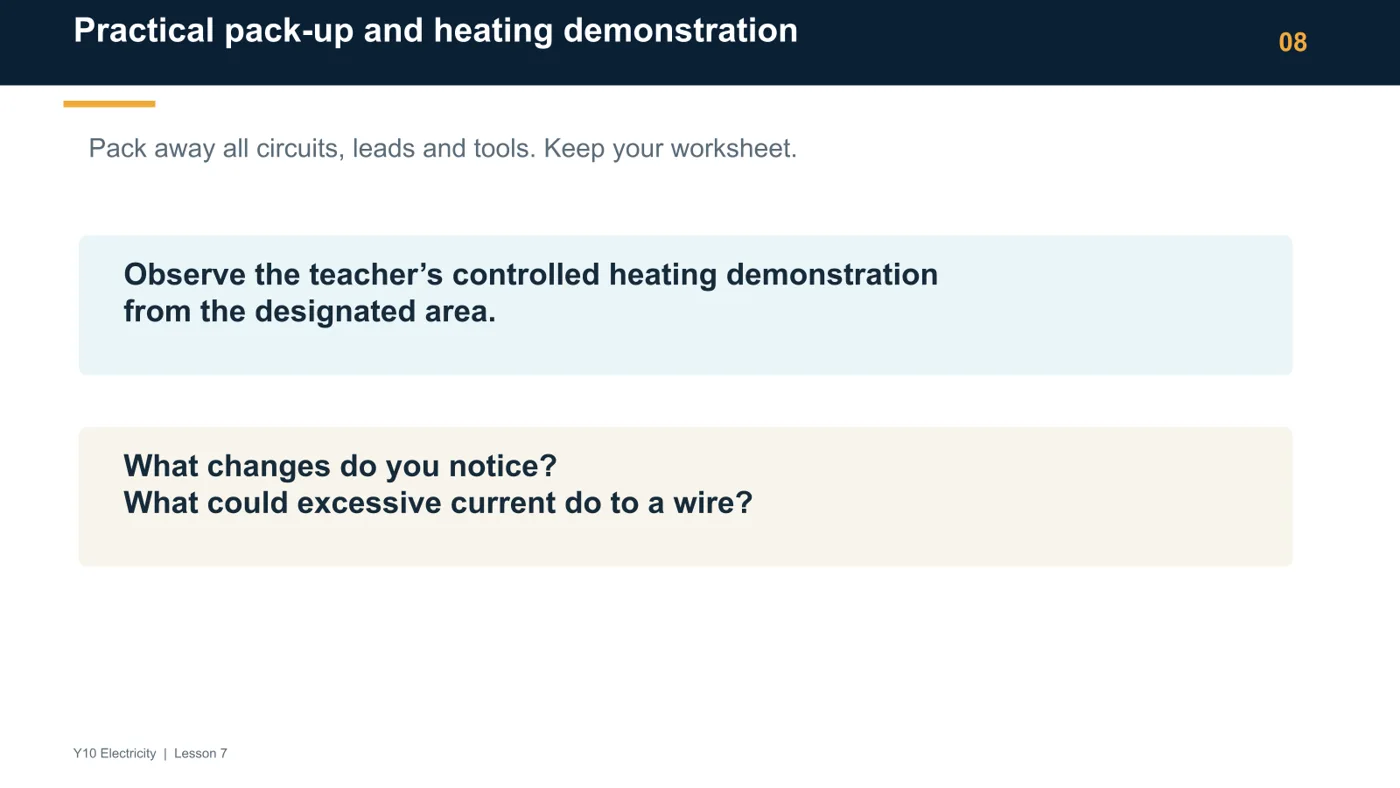 Practical pack-up and heating demonstration
08
Pack away all circuits, leads and tools. Keep your worksheet.
Observe the teacher’s controlled heating demonstration
from the designated area.
What changes do you notice?
What could excessive current do to a wire?
Y10 Electricity | Lesson 7